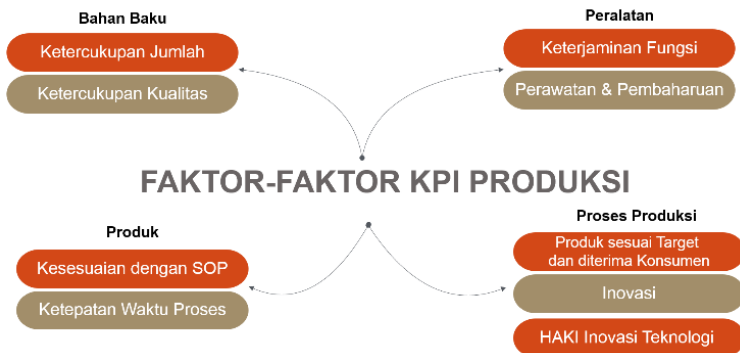 Bahan Baku
Ketercukupan Jumlah
Ketercukupan Kualitas
Peralatan
Keterjaminan Fungsi
Perawatan & Pembaharuan
FAKTOR-FAKTOR KPI PRODUKSI
Produk
Kesesuaian dengan SOP
Ketepatan Waktu Proses
Proses Produksi
Produk sesuai Target
dan diterima Konsumen
Inovasi
HAKI Inovasi Teknologi